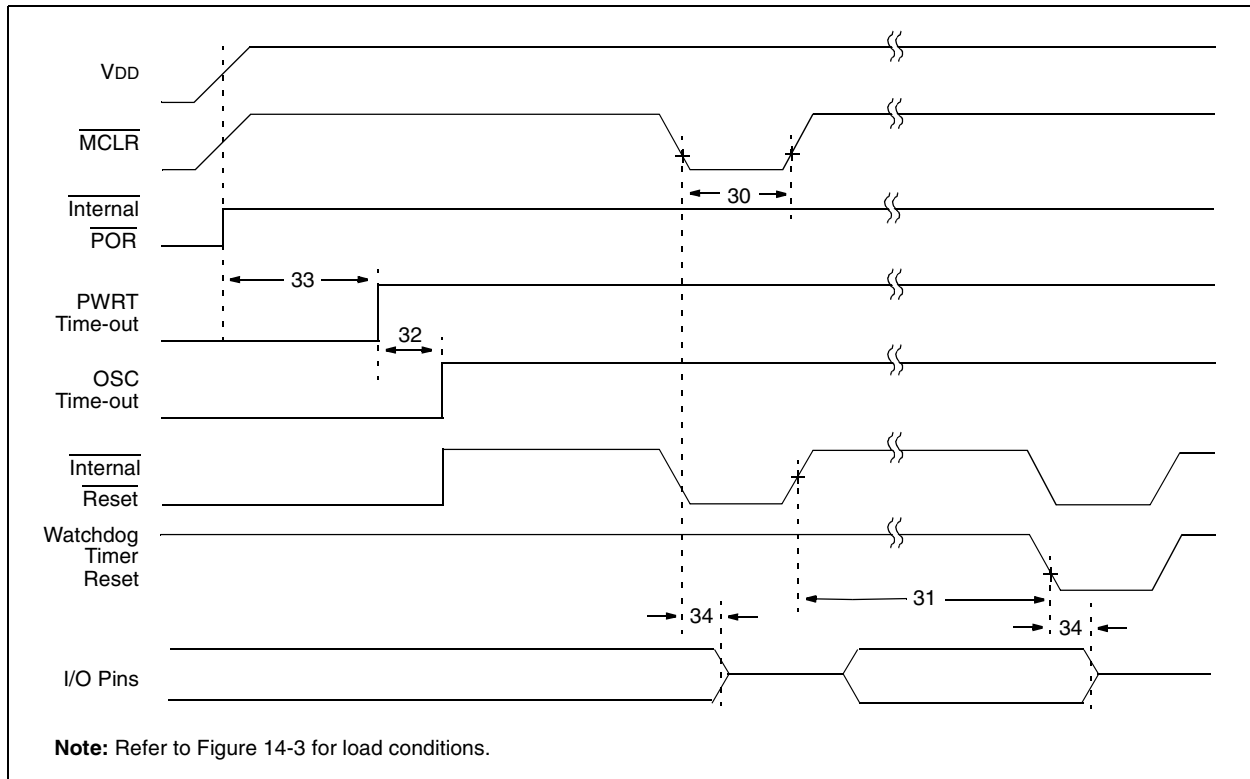 VDD
MCLR
30
Internal
POR
33
PWRT
Time-out
32
OSC
Time-out
Internal
Reset
Watchdog
Timer
Reset
31
34
34
I/O Pins
Note: Refer to Figure 14-3 for load conditions.